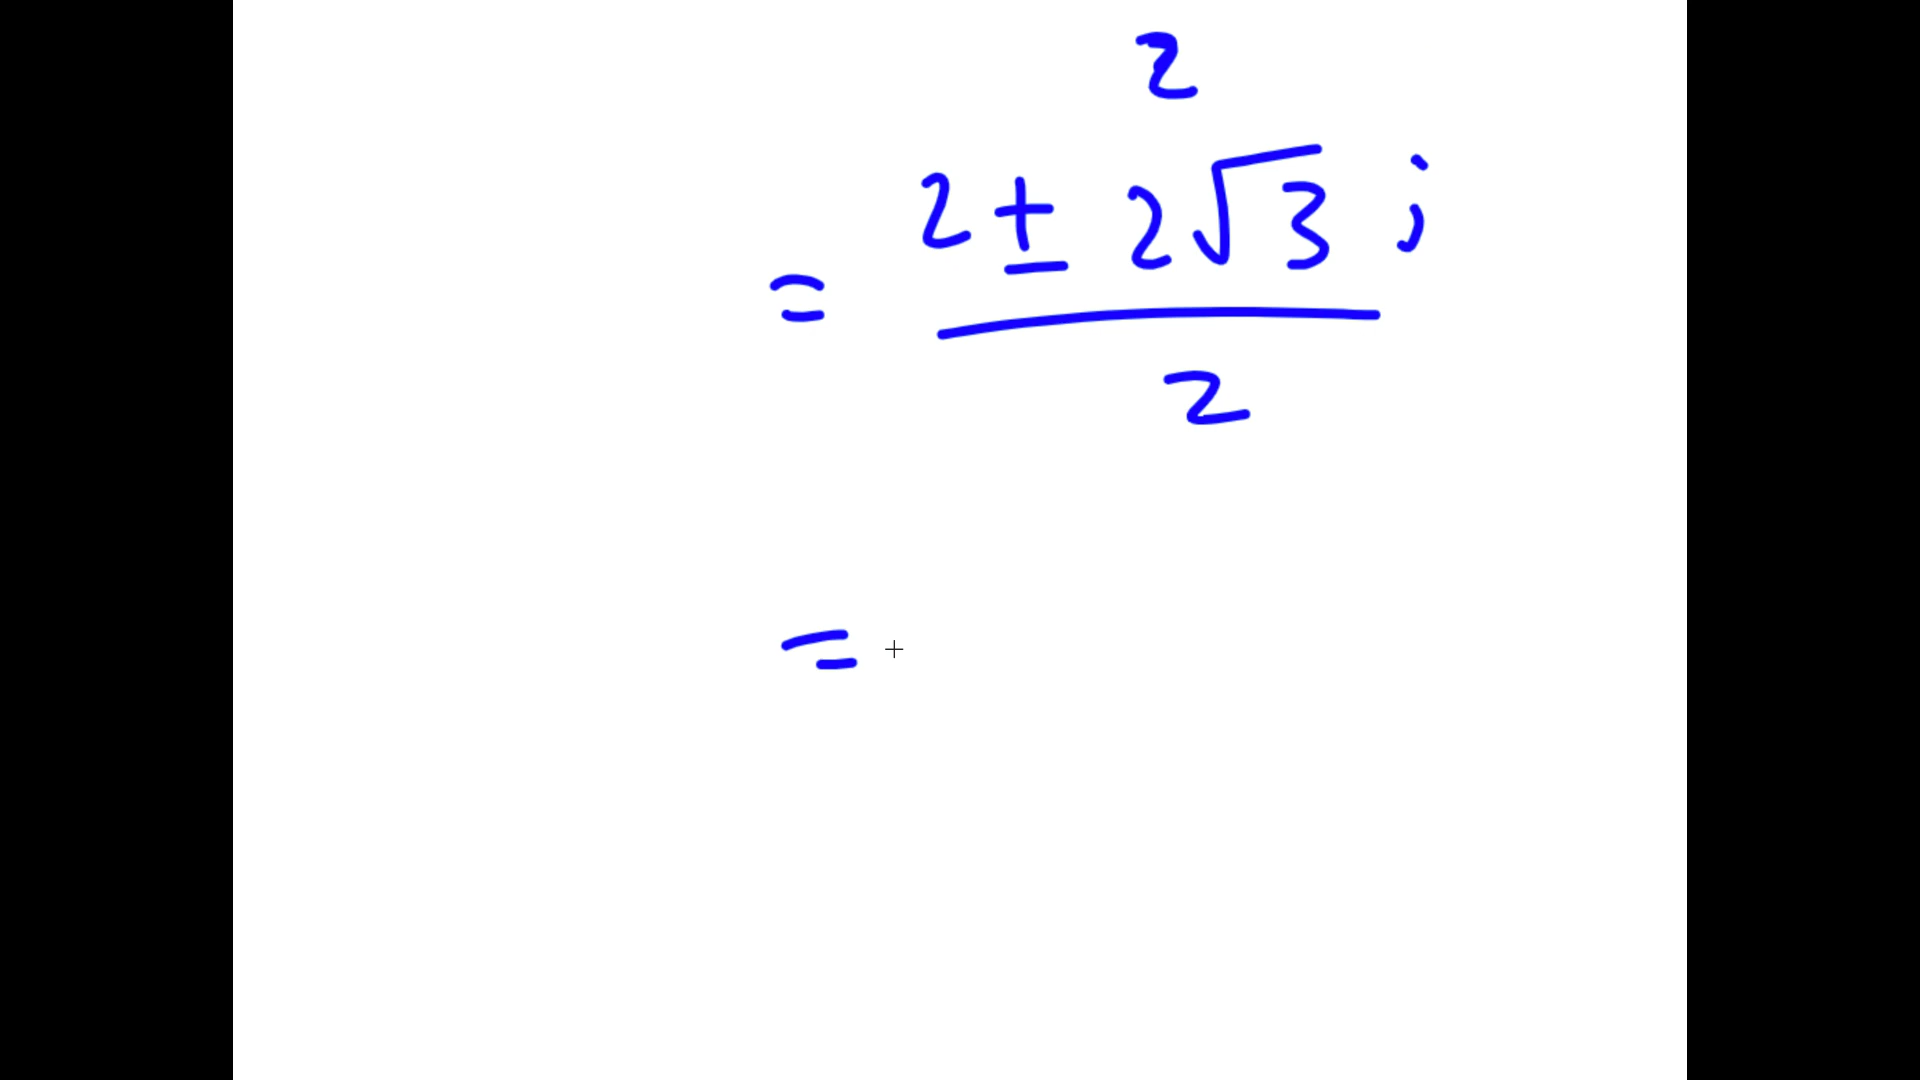 2
= 2 ± 2√3 i
2
=